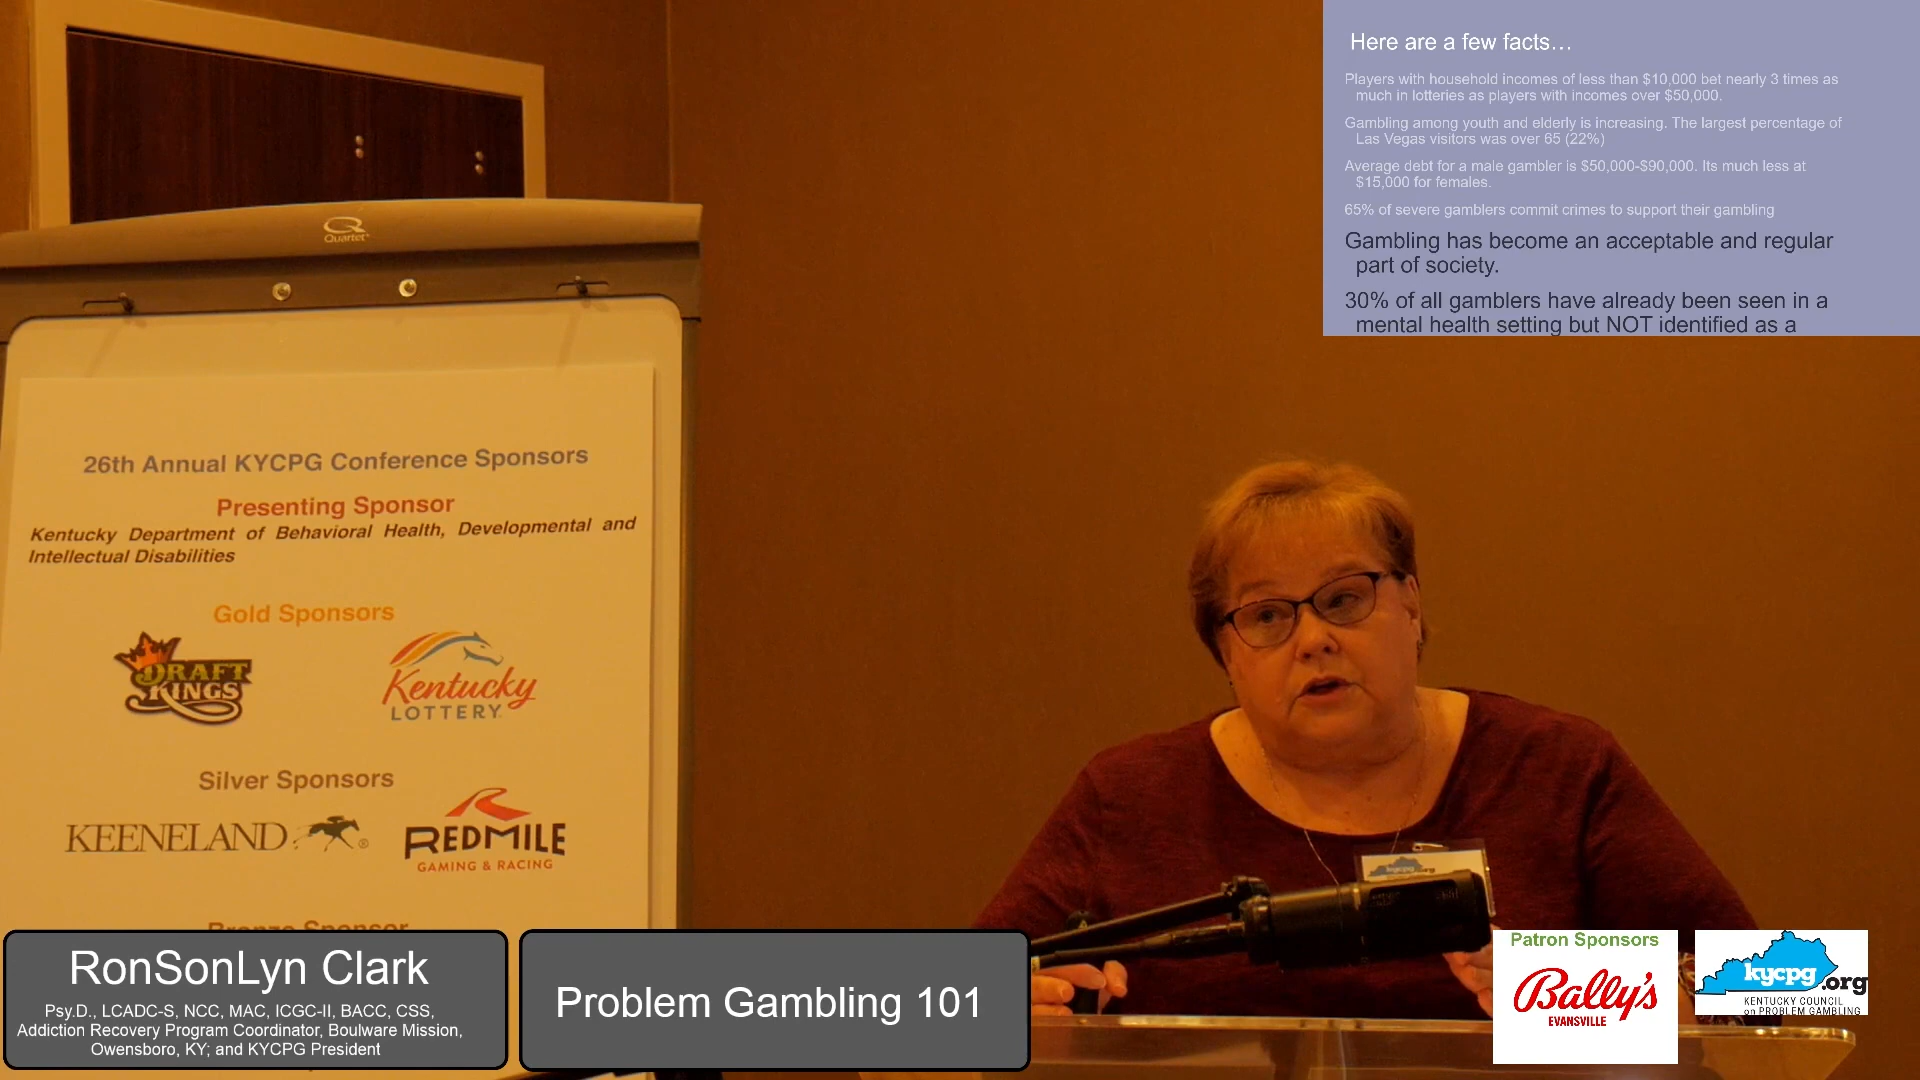 Here are a few facts…
Players with household incomes of less than $10,000 bet nearly 3 times as
much in lotteries as players with incomes over $50,000.
Gambling among youth and elderly is increasing. The largest percentage of
Las Vegas visitors was over 65 (22%)
Average debt for a male gambler is $50,000-$90,000. Its much less at
$15,000 for females.
65% of severe gamblers commit crimes to support their gambling
Gambling has become an acceptable and regular
part of society.
30% of all gamblers have already been seen in a
mental health setting but NOT identified as a
Quartet
26th Annual KYCPG Conference Sponsors
Presenting Sponsor
Kentucky Department of Behavioral Health, Developmental and
Intellectual Disabilities
Gold Sponsors
DRAFT
KINGS
Kentucky
LOTTERY
Silver Sponsors
KEENELAND
REDMILE
GAMING & RACING
Bronze Sponsor
kycpg.org
RonSonLyn Clark
Psy.D., LCADC-S, NCC, MAC, ICGC-II, BACC, CSS,
Addiction Recovery Program Coordinator, Boulware Mission,
Owensboro, KY; and KYCPG President
Problem Gambling 101
Patron Sponsors
Bally's
EVANSVILLE
kycpg.org
KENTUCKY COUNCIL
on PROBLEM GAMBLING